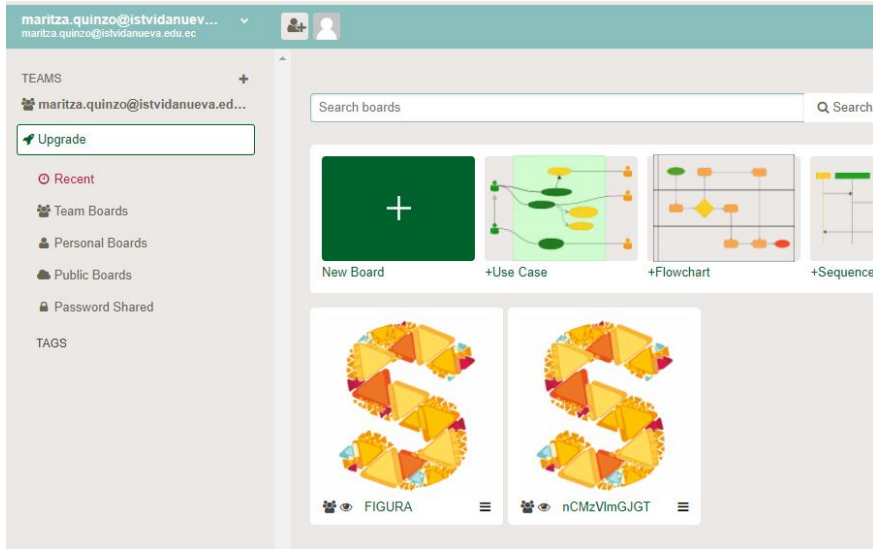 maritza.quinzo@istvidanuev...
maritza.quinzo@istvidanueva.edu.ec
TEAMS
maritza.quinzo@istvidanueva.ed...
Upgrade
Recent
Team Boards
Personal Boards
Public Boards
Password Shared
TAGS
Search boards
Search
New Board
+Use Case
+Flowchart
+Sequence
FIGURA
nCMzVlmGJGT